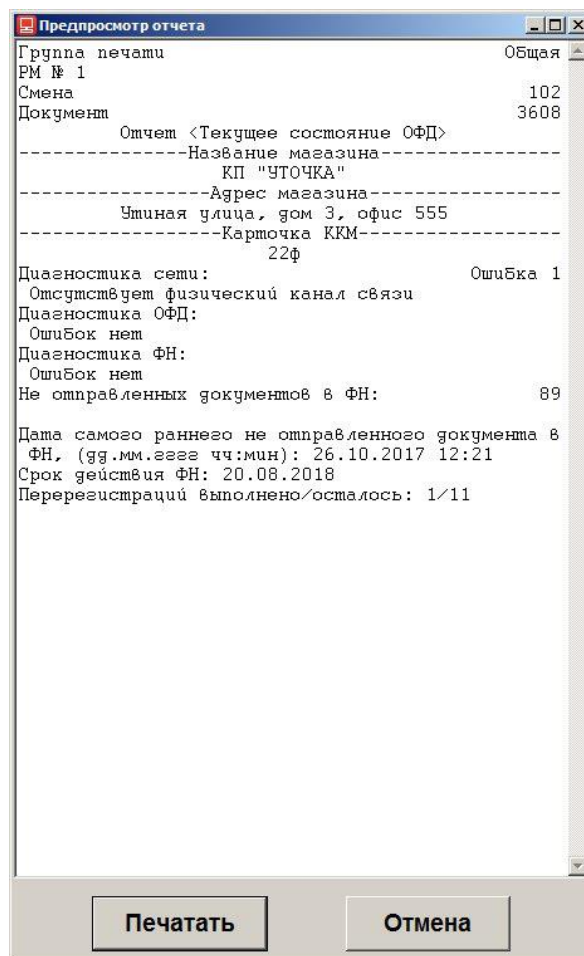 Предпросмотр отчета
Группа печати Общая
РМ № 1
Смена 102
Документ 3608
Отчет <Текущее состояние ОФД>
---------------Название магазина----------------
КП "УТОЧКА"
-----------------Адрес магазина-----------------
Утиная улица, дом 3, офис 555
------------------Карточка ККМ------------------
22ф
Диагностика сети: Ошибка 1
Отсутствует физический канал связи
Диагностика ОФД:
Ошибок нет
Диагностика ФН:
Ошибок нет
Не отправленных документов в ФН: 89
Дата самого раннего не отправленного документа в
ФН, (дд.мм.гггг чч:мин): 26.10.2017 12:21
Срок действия ФН: 20.08.2018
Перерегистраций выполнено/осталось: 1/11
Печатать Отмена